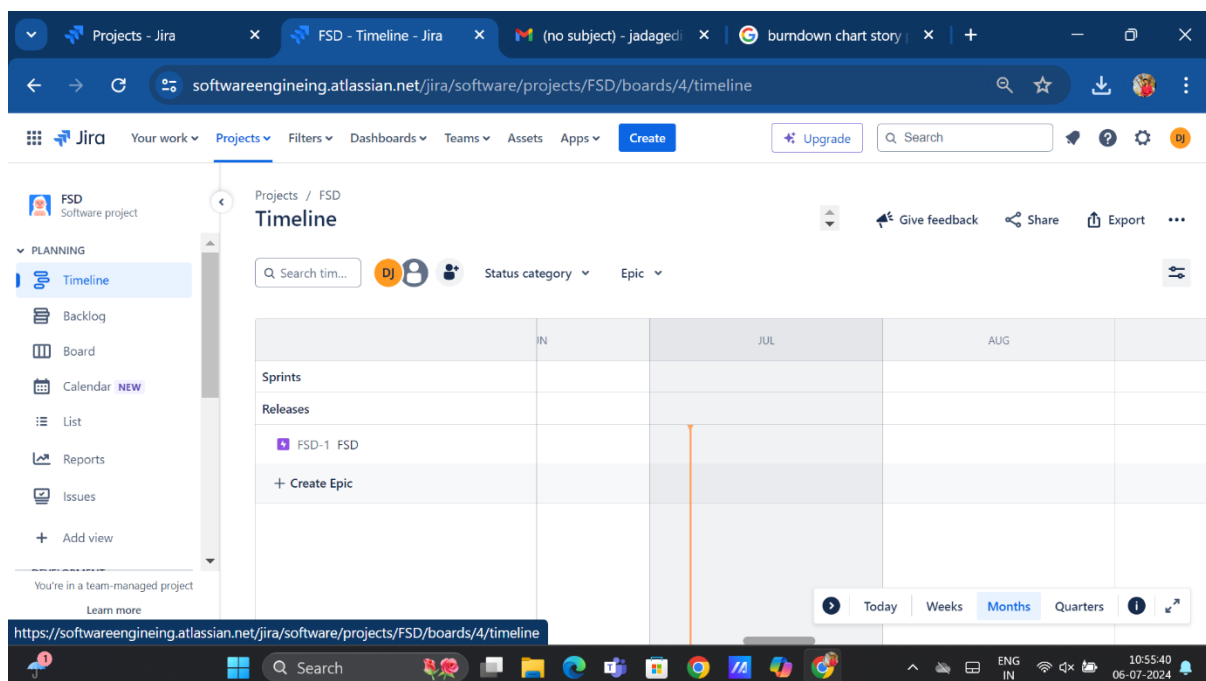 Projects - Jira
FSD - Timeline - Jira
(no subject) - jadagedi
burndown chart story p
softwareengineing.atlassian.net/jira/software/projects/FSD/boards/4/timeline
Jira Your work Projects Filters Dashboards Teams Assets Apps Create Upgrade Search DJ
FSD
Software project
Projects / FSD
Timeline
Give feedback Share Export
PLANNING
Timeline
Backlog
Board
Calendar NEW
List
Reports
Issues
Add view
You're in a team-managed project
Learn more
Search tim... DJ Status category Epic
JUL AUG
Sprints
Releases
FSD-1 FSD
+ Create Epic
Today Weeks Months Quarters
https://softwareengineing.atlassian.net/jira/software/projects/FSD/boards/4/timeline
1
Search
ENG
IN
10:55:40
06-07-2024